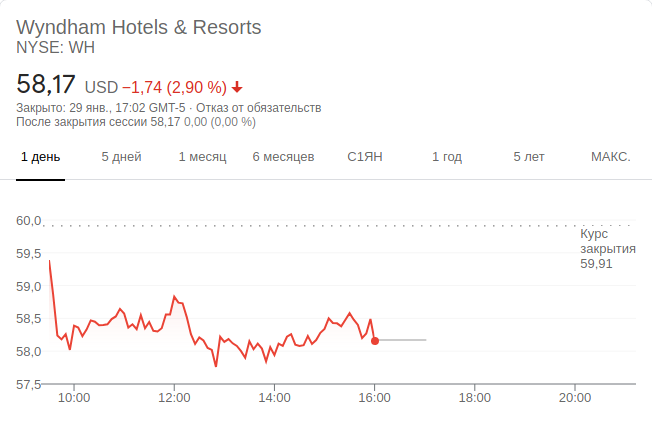 Wyndham Hotels & Resorts
NYSE: WH
58,17 USD −1,74 (2,90 %)
Закрыто: 29 янв., 17:02 GMT-5 · Отказ от обязательств
После закрытия сессии 58,17 0,00 (0,00 %)
1 день 5 дней 1 месяц 6 месяцев С1ЯН 1 год 5 лет МАКС.
60,0
Курс
закрытия
59,91
59,5
59,0
58,5
58,0
57,5
10:00 12:00 14:00 16:00 18:00 20:00